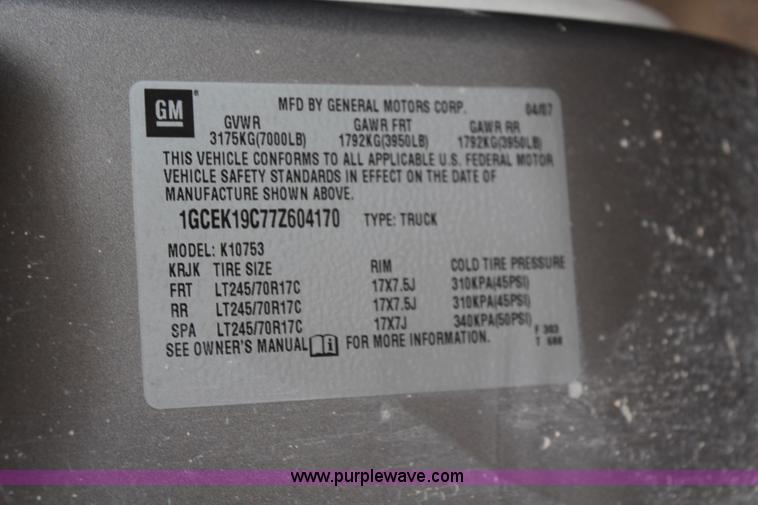 GM®
MFD BY GENERAL MOTORS CORP. 04/07
GVWR GAWR FRT GAWR RR
3175KG(7000LB) 1792KG(3950LB) 1792KG(3950LB)
THIS VEHICLE CONFORMS TO ALL APPLICABLE U.S. FEDERAL MOTOR
VEHICLE SAFETY STANDARDS IN EFFECT ON THE DATE OF
MANUFACTURE SHOWN ABOVE.
1GCEK19C77Z604170 TYPE: TRUCK
MODEL: K10753
KRJK TIRE SIZE RIM COLD TIRE PRESSURE
FRT LT245/70R17C 17X7.5J 310KPA(45PSI)
RR LT245/70R17C 17X7.5J 310KPA(45PSI)
SPA LT245/70R17C 17X7J 340KPA(50PSI)
SEE OWNER'S MANUAL i FOR MORE INFORMATION.
F 303
T 600
www.purplewave.com